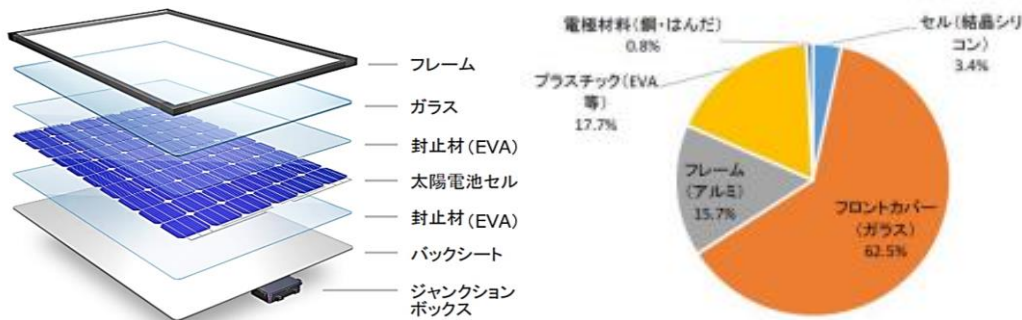 フレーム
ガラス
封止材(EVA)
太陽電池セル
封止材(EVA)
バックシート
ジャンクション
ボックス
電極材料(銅・はんだ)
0.8%
セル(結晶シリ
コン)
3.4%
プラスチック(EVA
等)
17.7%
フレーム
(アルミ)
15.7%
フロントカバー
(ガラス)
62.5%